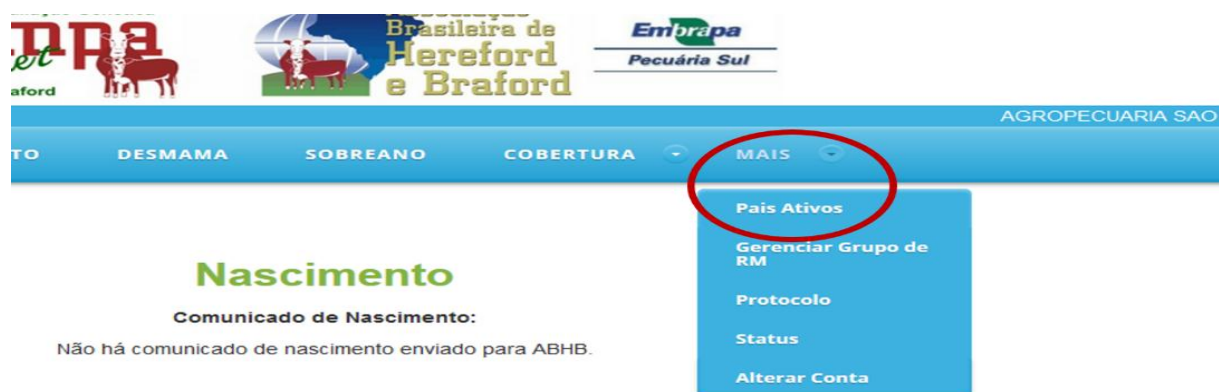 Brasileira de
Hereford
e Braford
Embrapa
Pecuária Sul
aford
AGROPECUARIA SAO
TO DESMAMA SOBREANO COBERTURA MAIS
Pais Ativos
Gerenciar Grupo de
RM
Protocolo
Status
Alterar Conta
Nascimento
Comunicado de Nascimento:
Não há comunicado de nascimento enviado para ABHB.